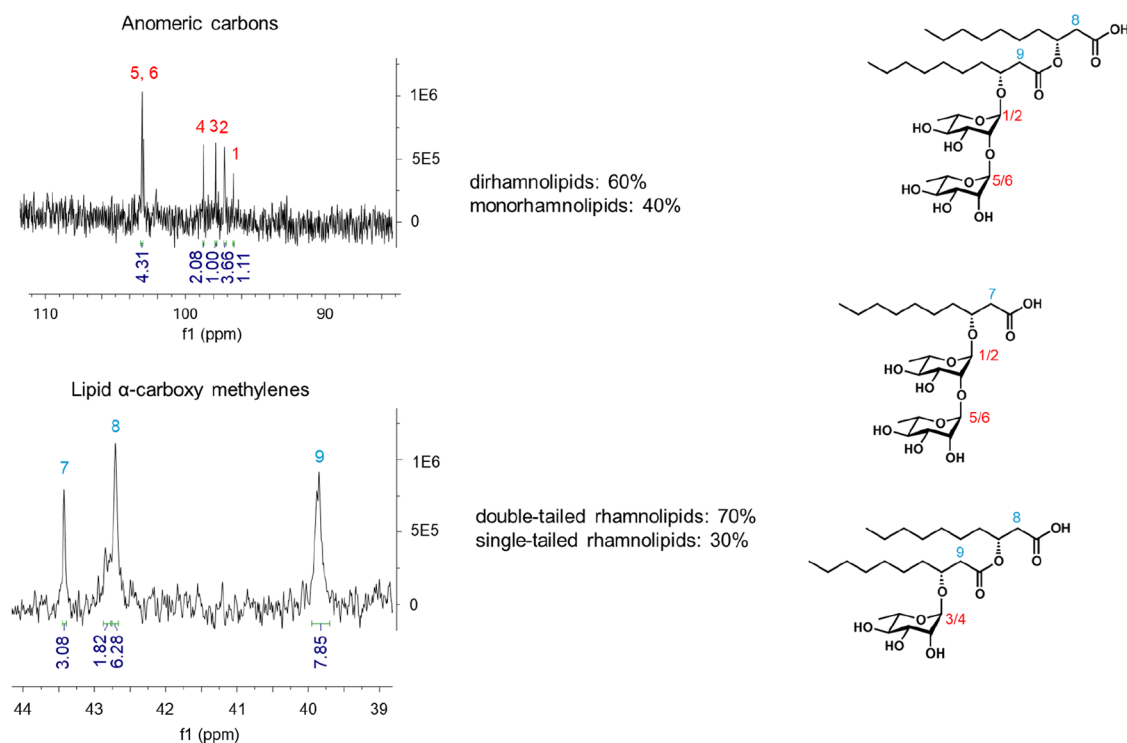 Anomeric carbons
5, 6
4 3 2
1
1E6
5E5
0
4.31
2.08
1.00
3.66
1.11
110
100
90
f1 (ppm)
dirhamnolipids: 60%
monorhamnolipids: 40%
Lipid α-carboxy methylenes
7
8
9
1E6
5E5
0
3.08
1.82
6.28
7.85
44
43
42
41
40
39
f1 (ppm)
double-tailed rhamnolipids: 70%
single-tailed rhamnolipids: 30%
8
OH
O
9
O
O
O
O
1/2
HO
HO
O
O
5/6
HO
HO
OH
7
OH
O
O
O
1/2
HO
HO
O
O
5/6
HO
HO
OH
8
OH
O
9
O
O
O
O
3/4
HO
HO
OH